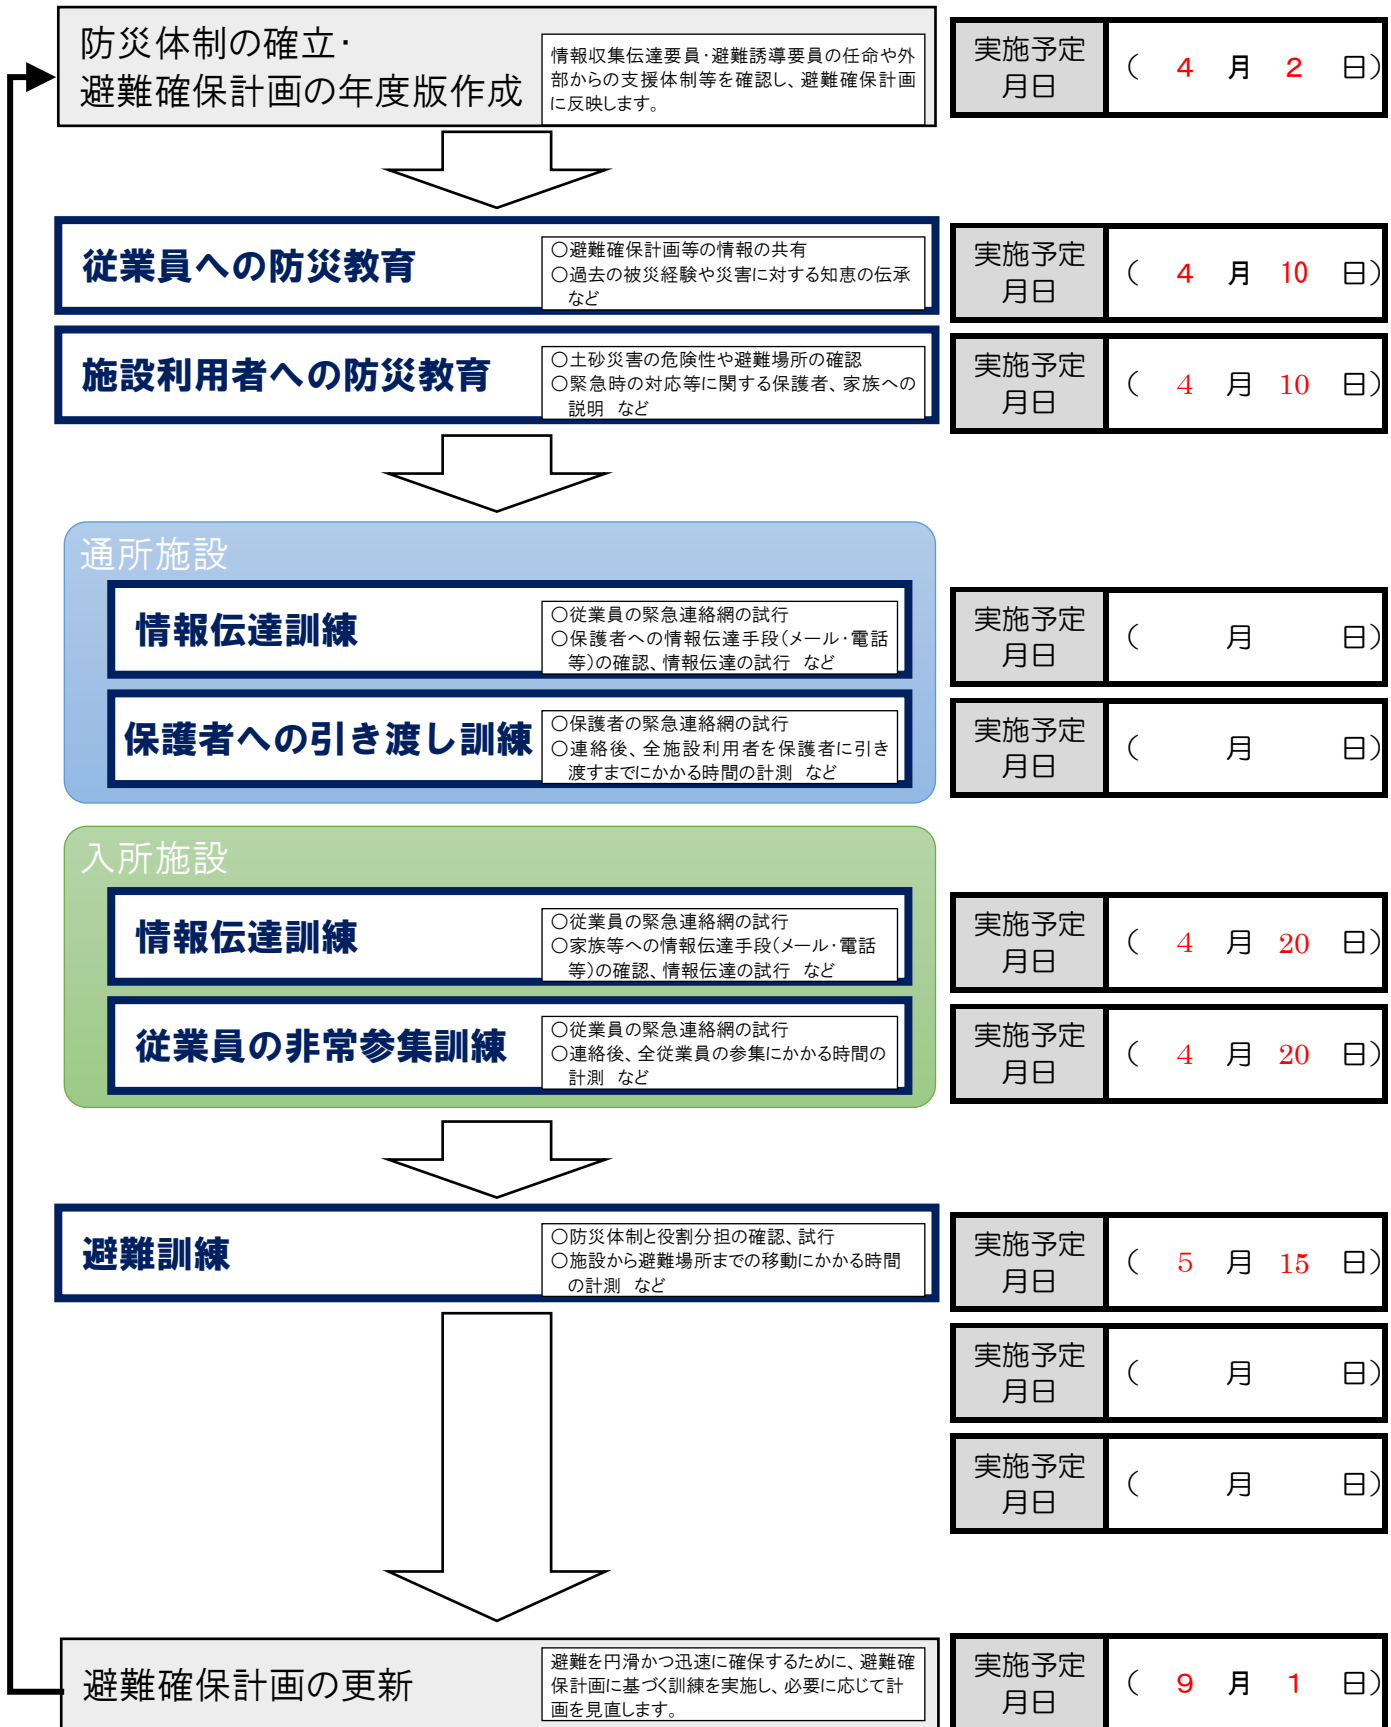 防災体制の確立・
避難確保計画の年度版作成
情報収集伝達要員・避難誘導要員の任命や外
部からの支援体制等を確認し、避難確保計画
に反映します。
実施予定
月日
（ 4 月 2 日）
従業員への防災教育
○避難確保計画等の情報の共有
○過去の被災経験や災害に対する知恵の伝承
など
実施予定
月日
（ 4 月 10 日）
施設利用者への防災教育
○土砂災害の危険性や避難場所の確認
○緊急時の対応等に関する保護者、家族への
説明 など
実施予定
月日
（ 4 月 10 日）
通所施設
情報伝達訓練
○従業員の緊急連絡網の試行
○保護者への情報伝達手段（メール・電話
等）の確認、情報伝達の試行 など
実施予定
月日
（ 月 日）
保護者への引き渡し訓練
○保護者の緊急連絡網の試行
○連絡後、全施設利用者を保護者に引き
渡すまでにかかる時間の計測 など
実施予定
月日
（ 月 日）
入所施設
情報伝達訓練
○従業員の緊急連絡網の試行
○家族等への情報伝達手段（メール・電話
等）の確認、情報伝達の試行 など
実施予定
月日
（ 4 月 20 日）
従業員の非常参集訓練
○従業員の緊急連絡網の試行
○連絡後、全従業員の参集にかかる時間の
計測 など
実施予定
月日
（ 4 月 20 日）
避難訓練
○防災体制と役割分担の確認、試行
○施設から避難場所までの移動にかかる時間
の計測 など
実施予定
月日
（ 5 月 15 日）
実施予定
月日
（ 月 日）
実施予定
月日
（ 月 日）
避難確保計画の更新
避難を円滑かつ迅速に確保するために、避難確
保計画に基づく訓練を実施し、必要に応じて計
画を見直します。
実施予定
月日
（ 9 月 1 日）